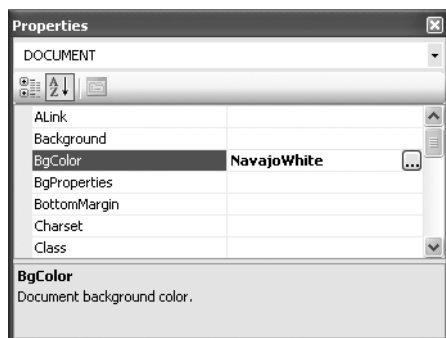 Properties
DOCUMENT
ALink
Background
BgColor NavajoWhite ...
BgProperties
BottomMargin
Charset
Class
BgColor
Document background color.